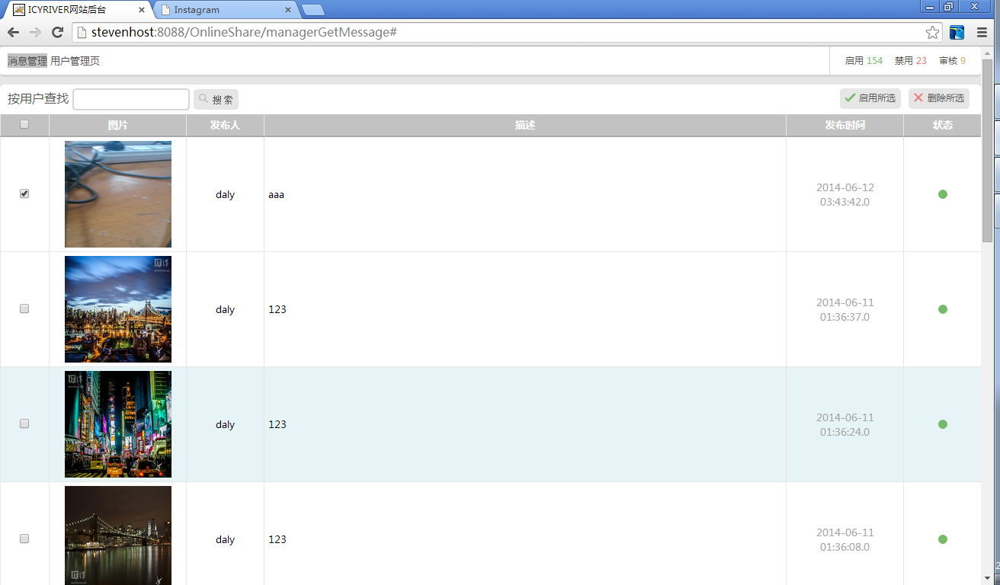 ICYRIVER网站后台
Instagram
stevenhost:8088/OnlineShare/managerGetMessage#
消息管理 用户管理页 启用 154 禁用 23 审核 9
按用户查找 搜 索 启用所选 删除所选
图片 发布人 描述 发布时间 状态
daly aaa 2014-06-12
03:43:42.0
daly 123 2014-06-11
01:36:37.0
daly 123 2014-06-11
01:36:24.0
daly 123 2014-06-11
01:36:08.0